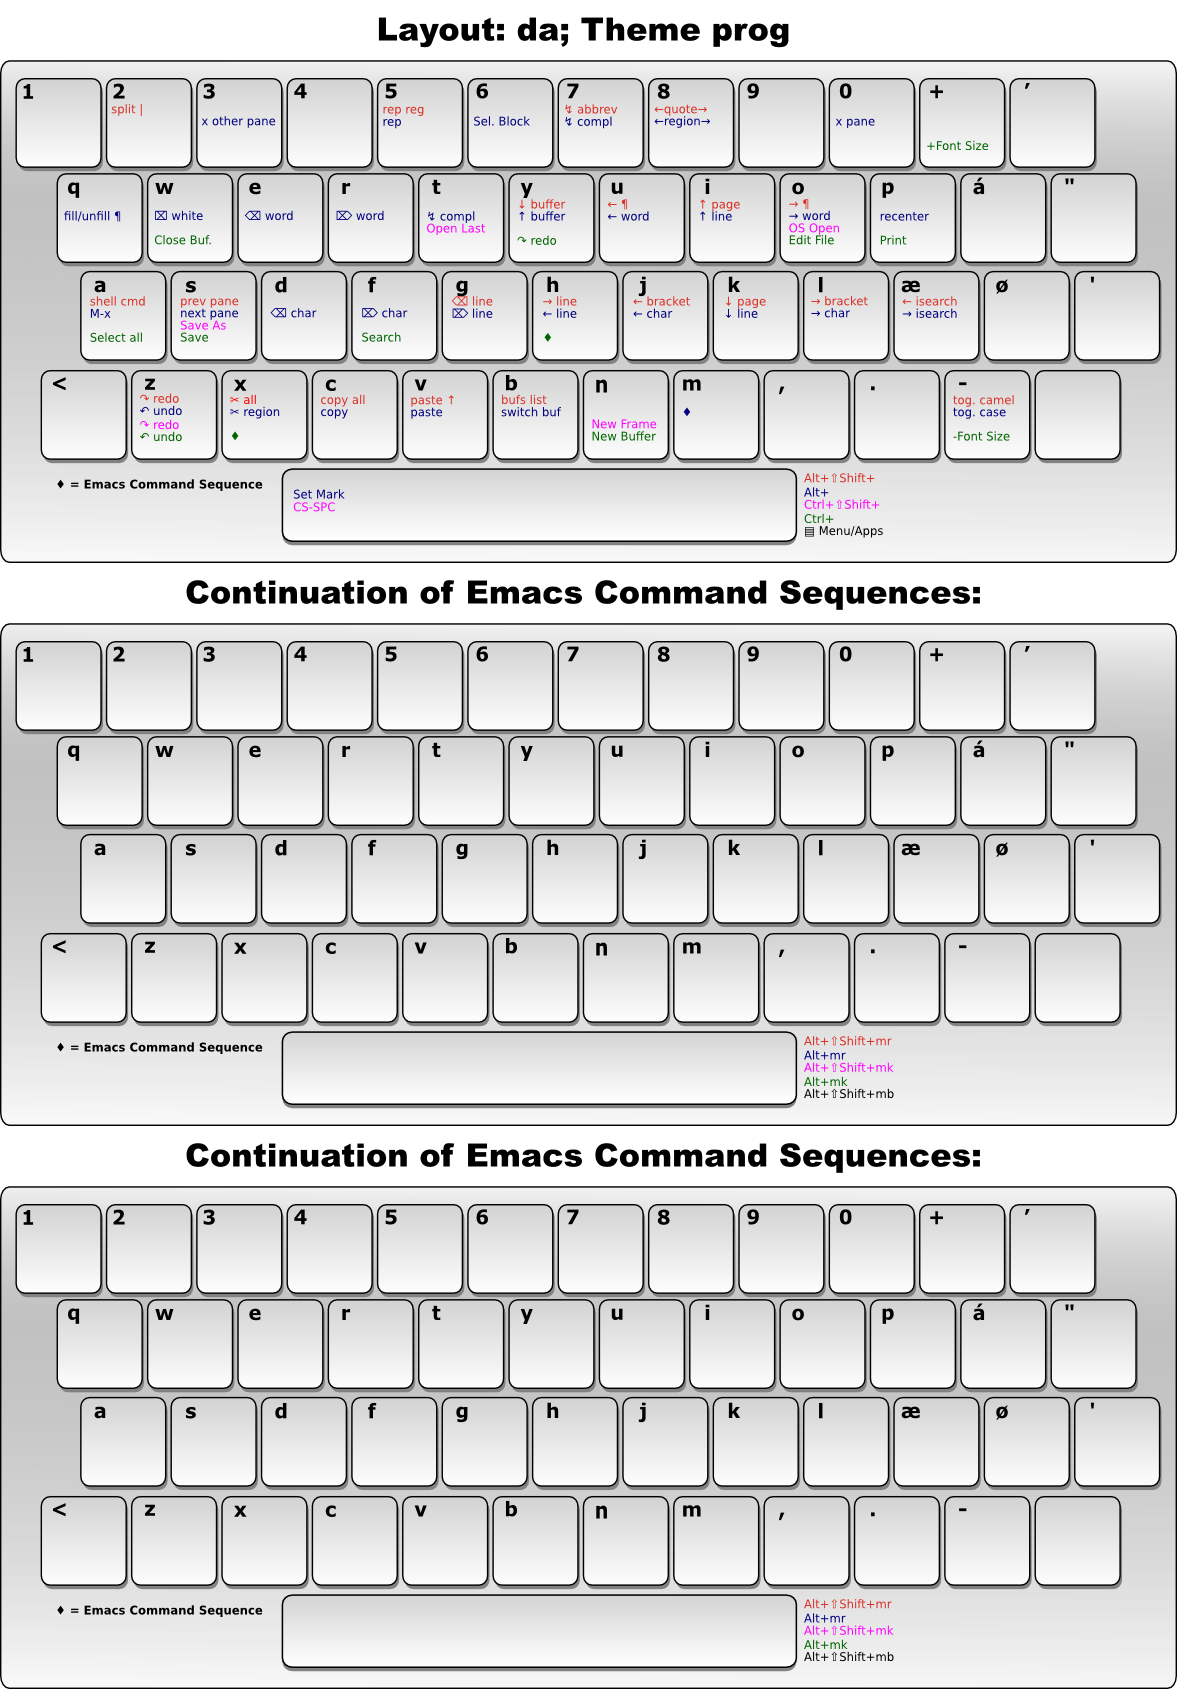 Layout: da; Theme prog
1 2 3 4 5 6 7 8 9 0 + ′
split | rep reg ↯ abbrev ←quote→
x other pane rep Sel. Block ↯ compl ←region→ x pane
+Font Size
q w e r t y u i o p á "
↓ buffer ← ¶ ↑ page → ¶
fill/unfill ¶ ⌧ white ⌫ word ⌦ word ↯ compl ↑ buffer ← word ↑ line → word recenter
Open Last OS Open
Close Buf. ↷ redo Edit File Print
a s d f g h j k l æ ø '
shell cmd prev pane ⌫ line → line ← bracket ↓ page → bracket ← isearch
M-x next pane ⌫ char ⌦ char ⌦ line ← line ← char ↓ line → char → isearch
Save As
Select all Save Search ♦
< z x c v b n m , . -
↷ redo ✂ all copy all paste ↑ bufs list tog. camel
↶ undo ✂ region copy paste switch buf ♦ tog. case
↷ redo New Frame
↶ undo ♦ New Buffer -Font Size
♦ = Emacs Command Sequence
Set Mark
CS-SPC
Alt+⇧Shift+
Alt+
Ctrl+⇧Shift+
Ctrl+
▤ Menu/Apps
Continuation of Emacs Command Sequences:
1 2 3 4 5 6 7 8 9 0 + ′
q w e r t y u i o p á "
a s d f g h j k l æ ø '
< z x c v b n m , . -
♦ = Emacs Command Sequence
Alt+⇧Shift+mr
Alt+mr
Alt+⇧Shift+mk
Alt+mk
Alt+⇧Shift+mb
Continuation of Emacs Command Sequences:
1 2 3 4 5 6 7 8 9 0 + ′
q w e r t y u i o p á "
a s d f g h j k l æ ø '
< z x c v b n m , . -
♦ = Emacs Command Sequence
Alt+⇧Shift+mr
Alt+mr
Alt+⇧Shift+mk
Alt+mk
Alt+⇧Shift+mb